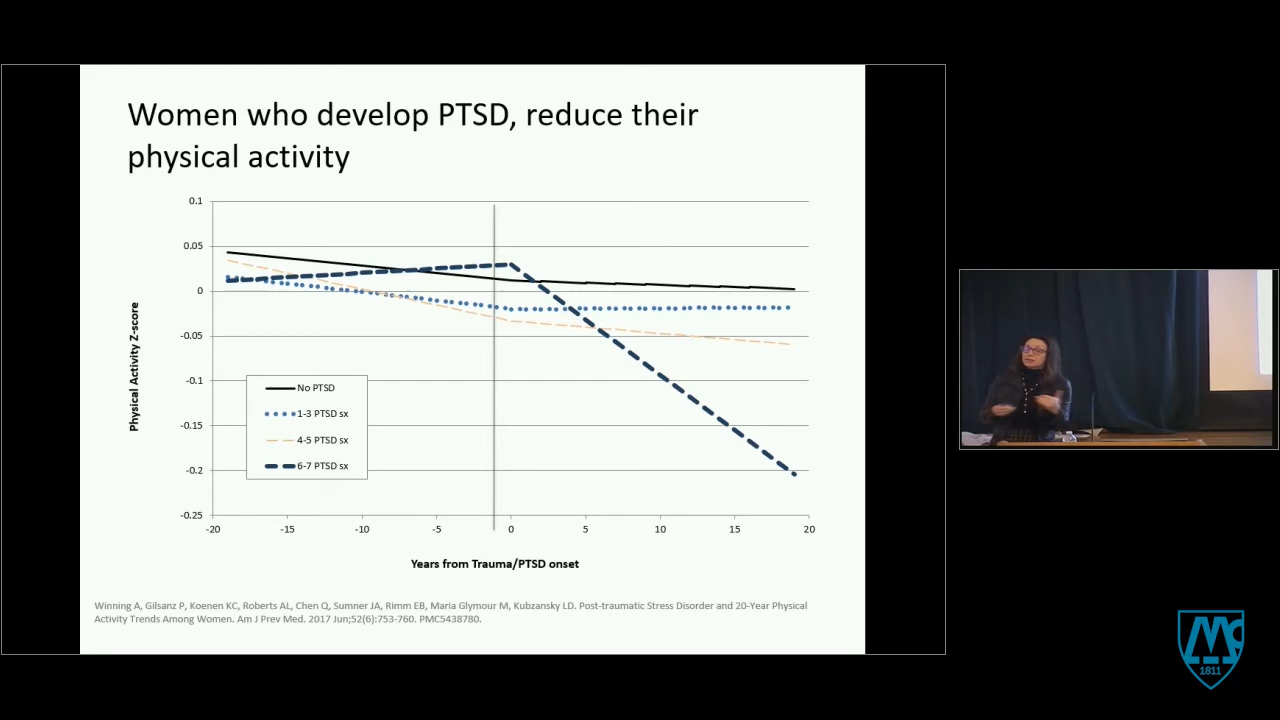 Women who develop PTSD, reduce their
physical activity
0.1
0.05
0
-0.05
-0.1
-0.15
-0.2
-0.25
Physical Activity Z-score
No PTSD
1-3 PTSD sx
4-5 PTSD sx
6-7 PTSD sx
-20 -15 -10 -5 0 5 10 15 20
Years from Trauma/PTSD onset
Winning A, Gilsanz P, Koenen KC, Roberts AL, Chen Q, Sumner JA, Rimm EB, Maria Glymour M, Kubzansky LD. Post-traumatic Stress Disorder and 20-Year Physical
Activity Trends Among Women. Am J Prev Med. 2017 Jun;52(6):753-760. PMC5438780.
1811